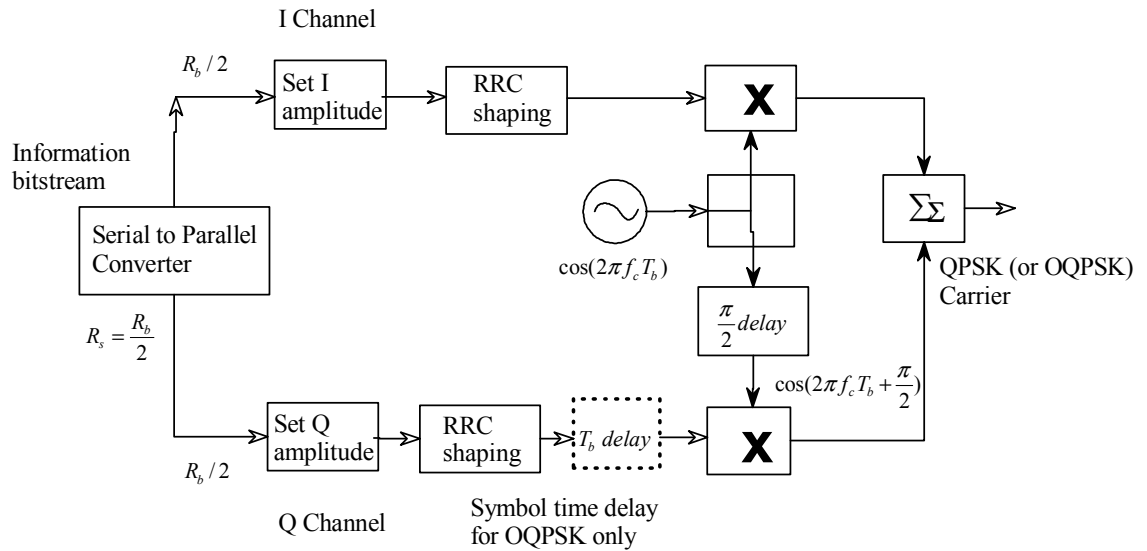 I Channel
R_b / 2
Set I
amplitude
RRC
shaping
X
Information
bitstream
Serial to Parallel
Converter
cos(2πf_cT_b)
ΣΣ
QPSK (or OQPSK)
Carrier
π/2 delay
R_s = R_b/2
cos(2πf_cT_b + π/2)
Set Q
amplitude
RRC
shaping
T_b delay
X
R_b / 2
Q Channel
Symbol time delay
for OQPSK only